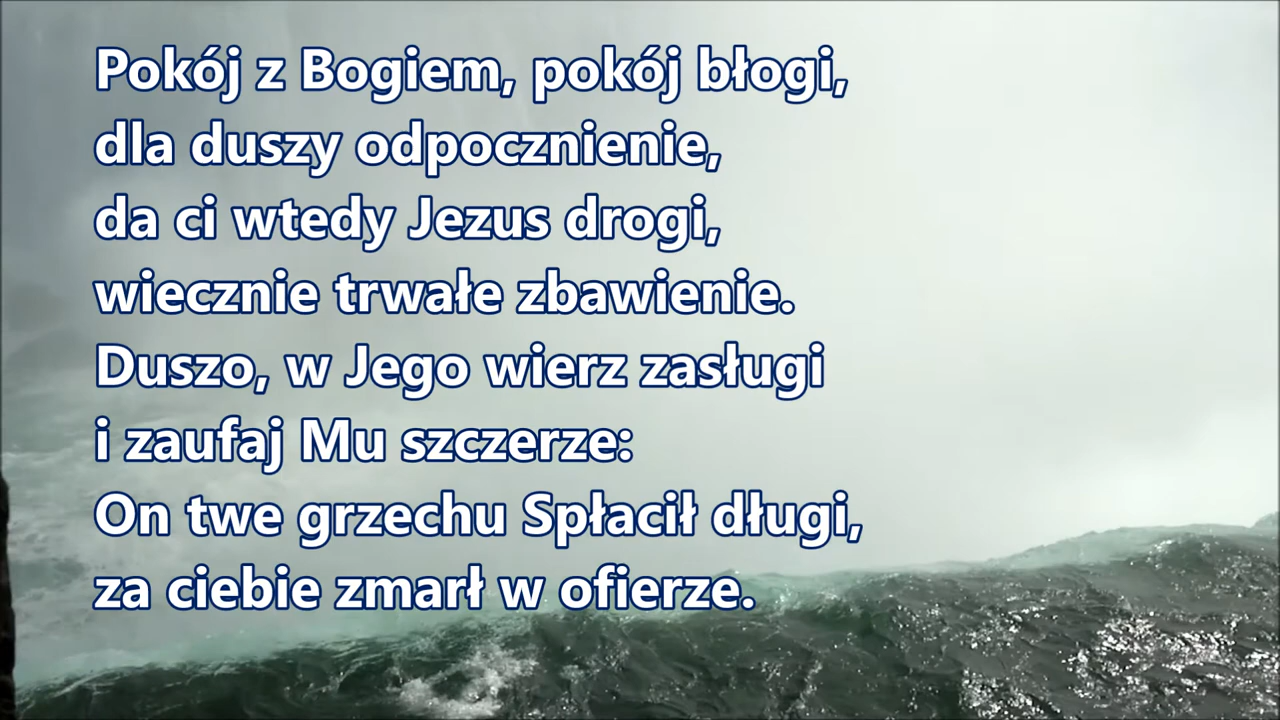 Pokój z Bogiem, pokój błogi,
dla duszy odpocznienie,
da ci wtedy Jezus drogi,
wiecznie trwałe zbawienie.
Duszo, w Jego wierz zasługi
i zaufaj Mu szczerze:
On twe grzechu Spłacił długi,
za ciebie zmarł w ofierze.